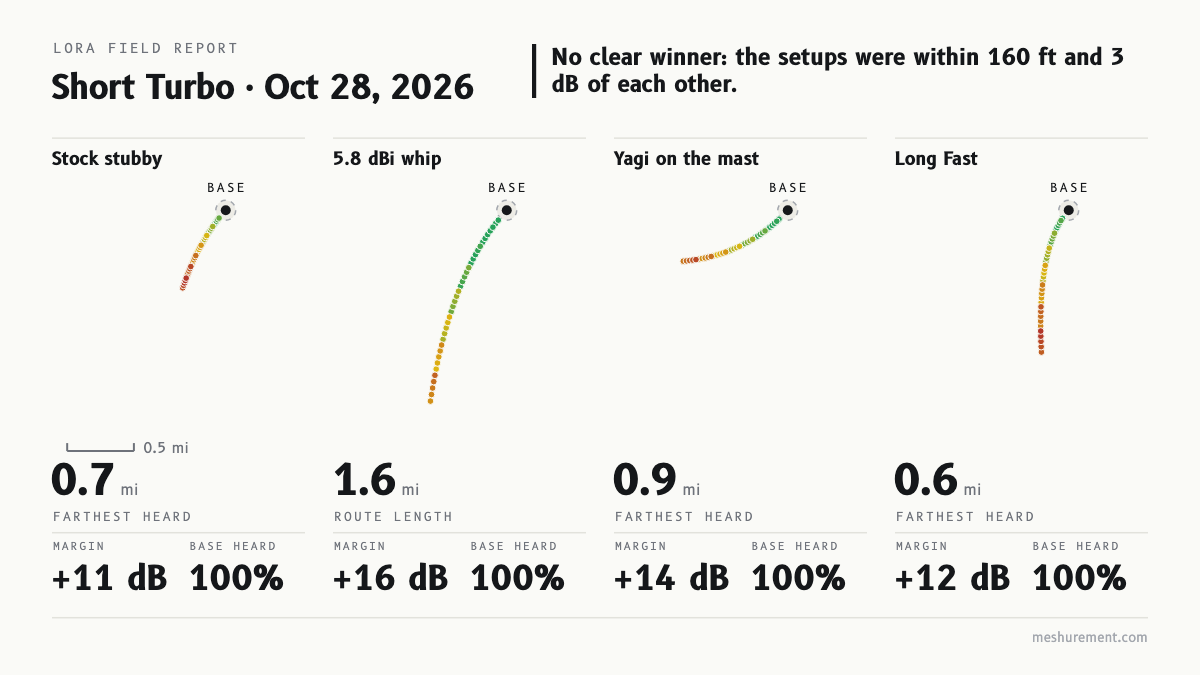 LORA FIELD REPORT
Short Turbo · Oct 28, 2026
No clear winner: the setups were within 160 ft and 3
dB of each other.
Stock stubby
BASE
0.5 mi
0.7 mi
FARTHEST HEARD
MARGIN
BASE HEARD
+11 dB
100%
5.8 dBi whip
BASE
1.6 mi
ROUTE LENGTH
MARGIN
BASE HEARD
+16 dB
100%
Yagi on the mast
BASE
0.9 mi
FARTHEST HEARD
MARGIN
BASE HEARD
+14 dB
100%
Long Fast
BASE
0.6 mi
FARTHEST HEARD
MARGIN
BASE HEARD
+12 dB
100%
meshurement.com